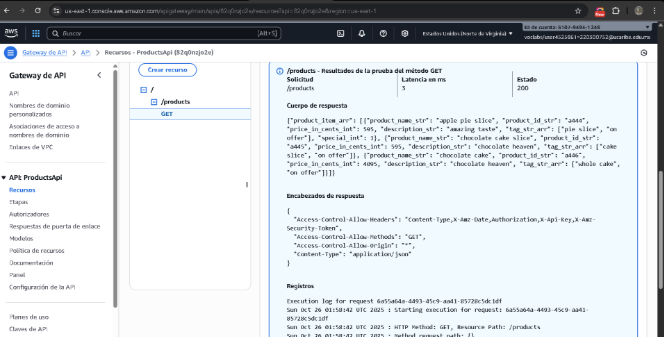 us-east-1.console.aws.amazon.com/apigateway/main/apis/82q0nzjo2e/resources?api=82q0nzjo2e&region=us-east-1
aws
Buscar
[Alt+S]
Estados Unidos (Norte de Virginia)
Gateway de API
API
Recursos - ProductsApi (82q0nzjo2e)
Gateway de API
API
Nombres de dominio
personalizados
Asociaciones de acceso a
nombres de dominio
Enlaces de VPC
API: ProductsApi
Recursos
Etapas
Autorizadores
Respuestas de puerta de enlace
Modelos
Política de recursos
Documentación
Panel
Configuración de la API
Planes de uso
Claves de API
Crear recurso
/
/products
GET
/products - Resultados de la prueba del método GET
Solicitud
Latencia en ms
Estado
/products
3
200
Cuerpo de respuesta
{"product_item_arr": [{"product_name_str": "apple pie slice", "product_id_str": "a444",
"price_in_cents_int": 595, "description_str": "amazing taste", "tag_str_arr": ["pie slice", "on
offer"], "special_int": 1}, {"product_name_str": "chocolate cake slice", "product_id_str":
"a445", "price_in_cents_int": 595, "description_str": "chocolate heaven", "tag_str_arr": ["cake
slice", "on offer"]}, {"product_name_str": "chocolate cake", "product_id_str": "a446",
"price_in_cents_int": 4095, "description_str": "chocolate heaven", "tag_str_arr": ["whole cake",
"on offer"]}]}
Encabezados de respuesta
{
"Access-Control-Allow-Headers": "Content-Type,X-Amz-Date,Authorization,X-Api-Key,X-Amz-
Security-Token",
"Access-Control-Allow-Methods": "GET",
"Access-Control-Allow-Origin": "*",
"Content-Type": "application/json"
}
Registros
Execution log for request 6a55a64a-4493-45c9-aa41-
85728c5dc1df
Sun Oct 26 01:58:42 UTC 2025 : Starting execution for request: 6a55a64a-4493-45c9-aa41-
85728c5dc1df
Sun Oct 26 01:58:42 UTC 2025 : HTTP Method: GET, Resource Path: /products
Sun Oct 26 01:58:42 UTC 2025 : Method request path: {}